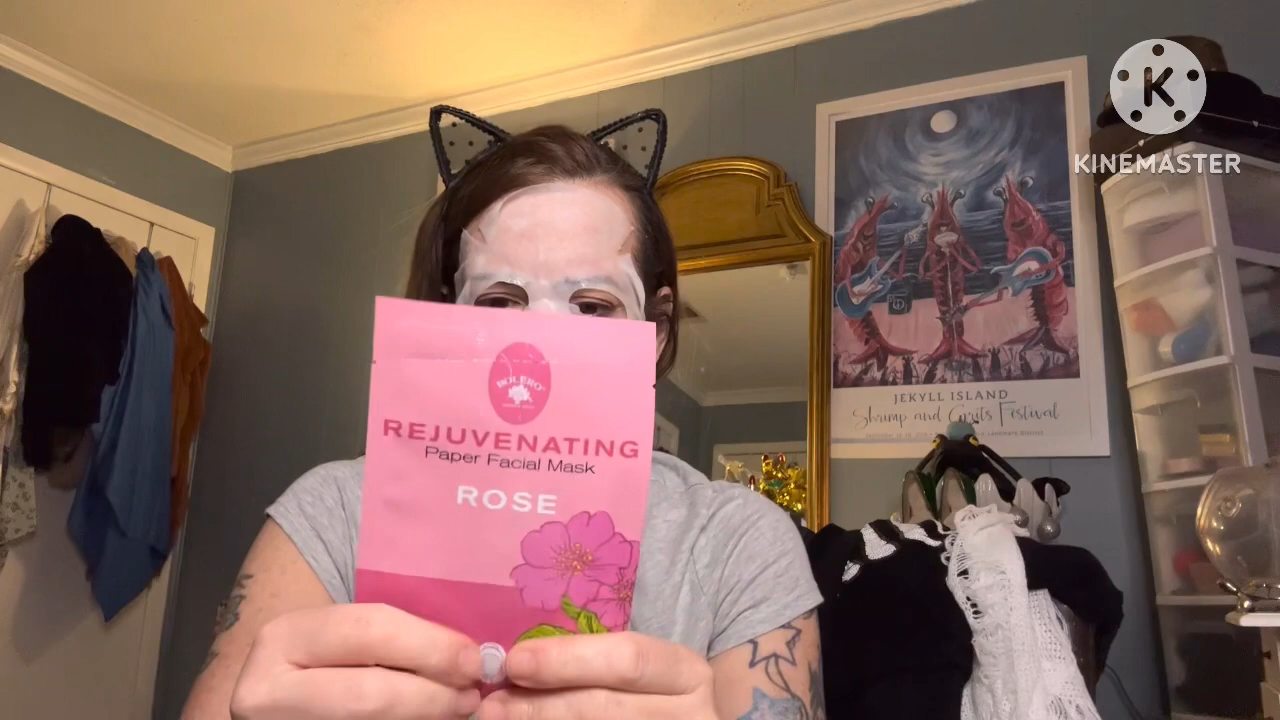 KINEMASTER
BOLERO
REJUVENATING
Paper Facial Mask
ROSE
JEKYLL ISLAND
Shrimp and Grits Festival